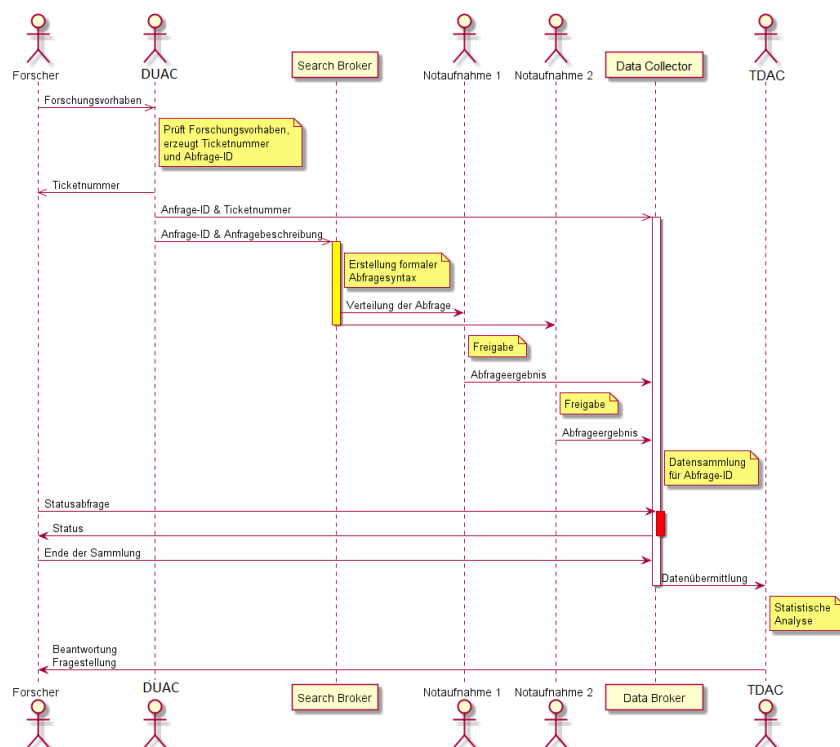 Forscher
DUAC
Search Broker
Notaufnahme 1
Notaufnahme 2
Data Collector
TDAC
Forschungsvorhaben
Prüft Forschungsvorhaben,
erzeugt Ticketnummer
und Abfrage-ID
Ticketnummer
Anfrage-ID & Ticketnummer
Anfrage-ID & Anfragebeschreibung
Erstellung formaler
Abfragesyntax
Verteilung der Abfrage
Freigabe
Abfrageergebnis
Freigabe
Abfrageergebnis
Datensammlung
für Abfrage-ID
Statusabfrage
Status
Ende der Sammlung
Datenübermittlung
Statistische
Analyse
Beantwortung
Fragestellung
Forscher
DUAC
Search Broker
Notaufnahme 1
Notaufnahme 2
Data Broker
TDAC